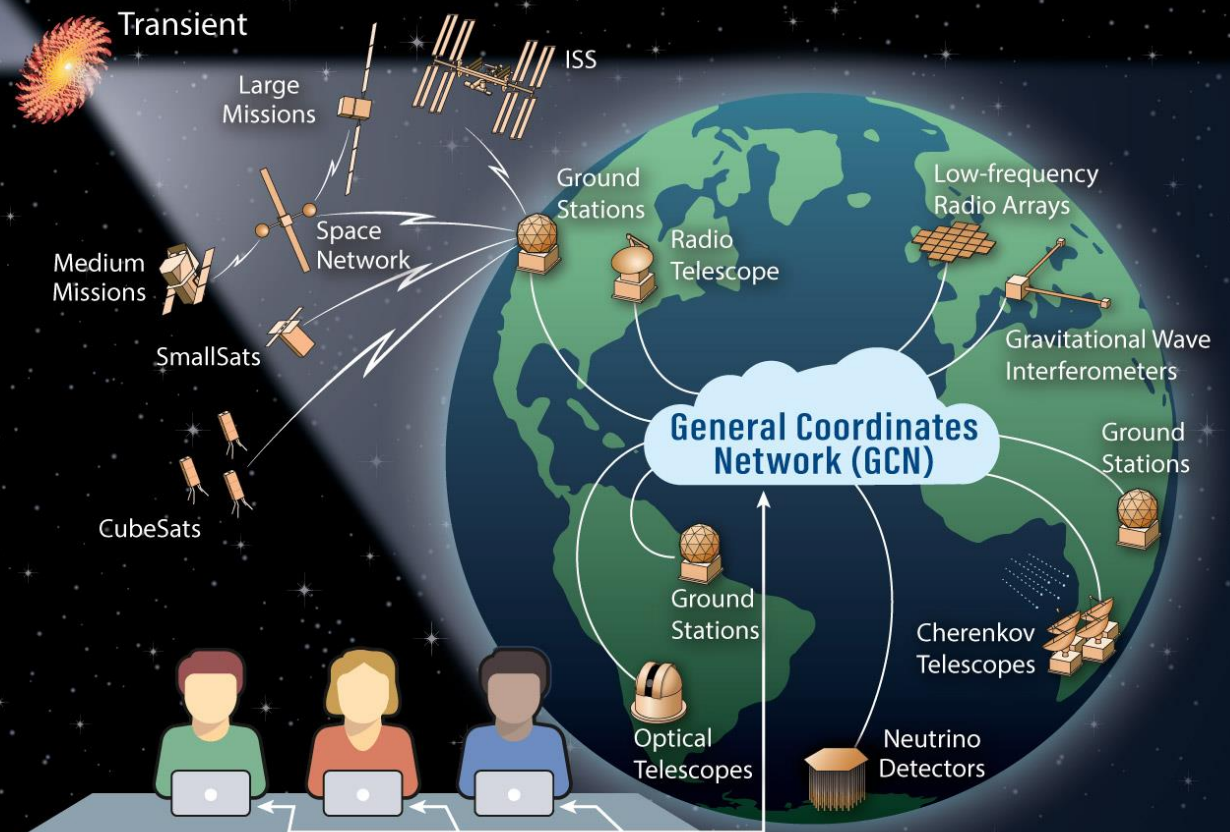 Transient
Large
Missions
ISS
Ground
Stations
Low-frequency
Radio Arrays
Radio
Telescope
Space
Network
Medium
Missions
SmallSats
Gravitational Wave
Interferometers
General Coordinates
Network (GCN)
Ground
Stations
CubeSats
Ground
Stations
Cherenkov
Telescopes
Optical
Telescopes
Neutrino
Detectors